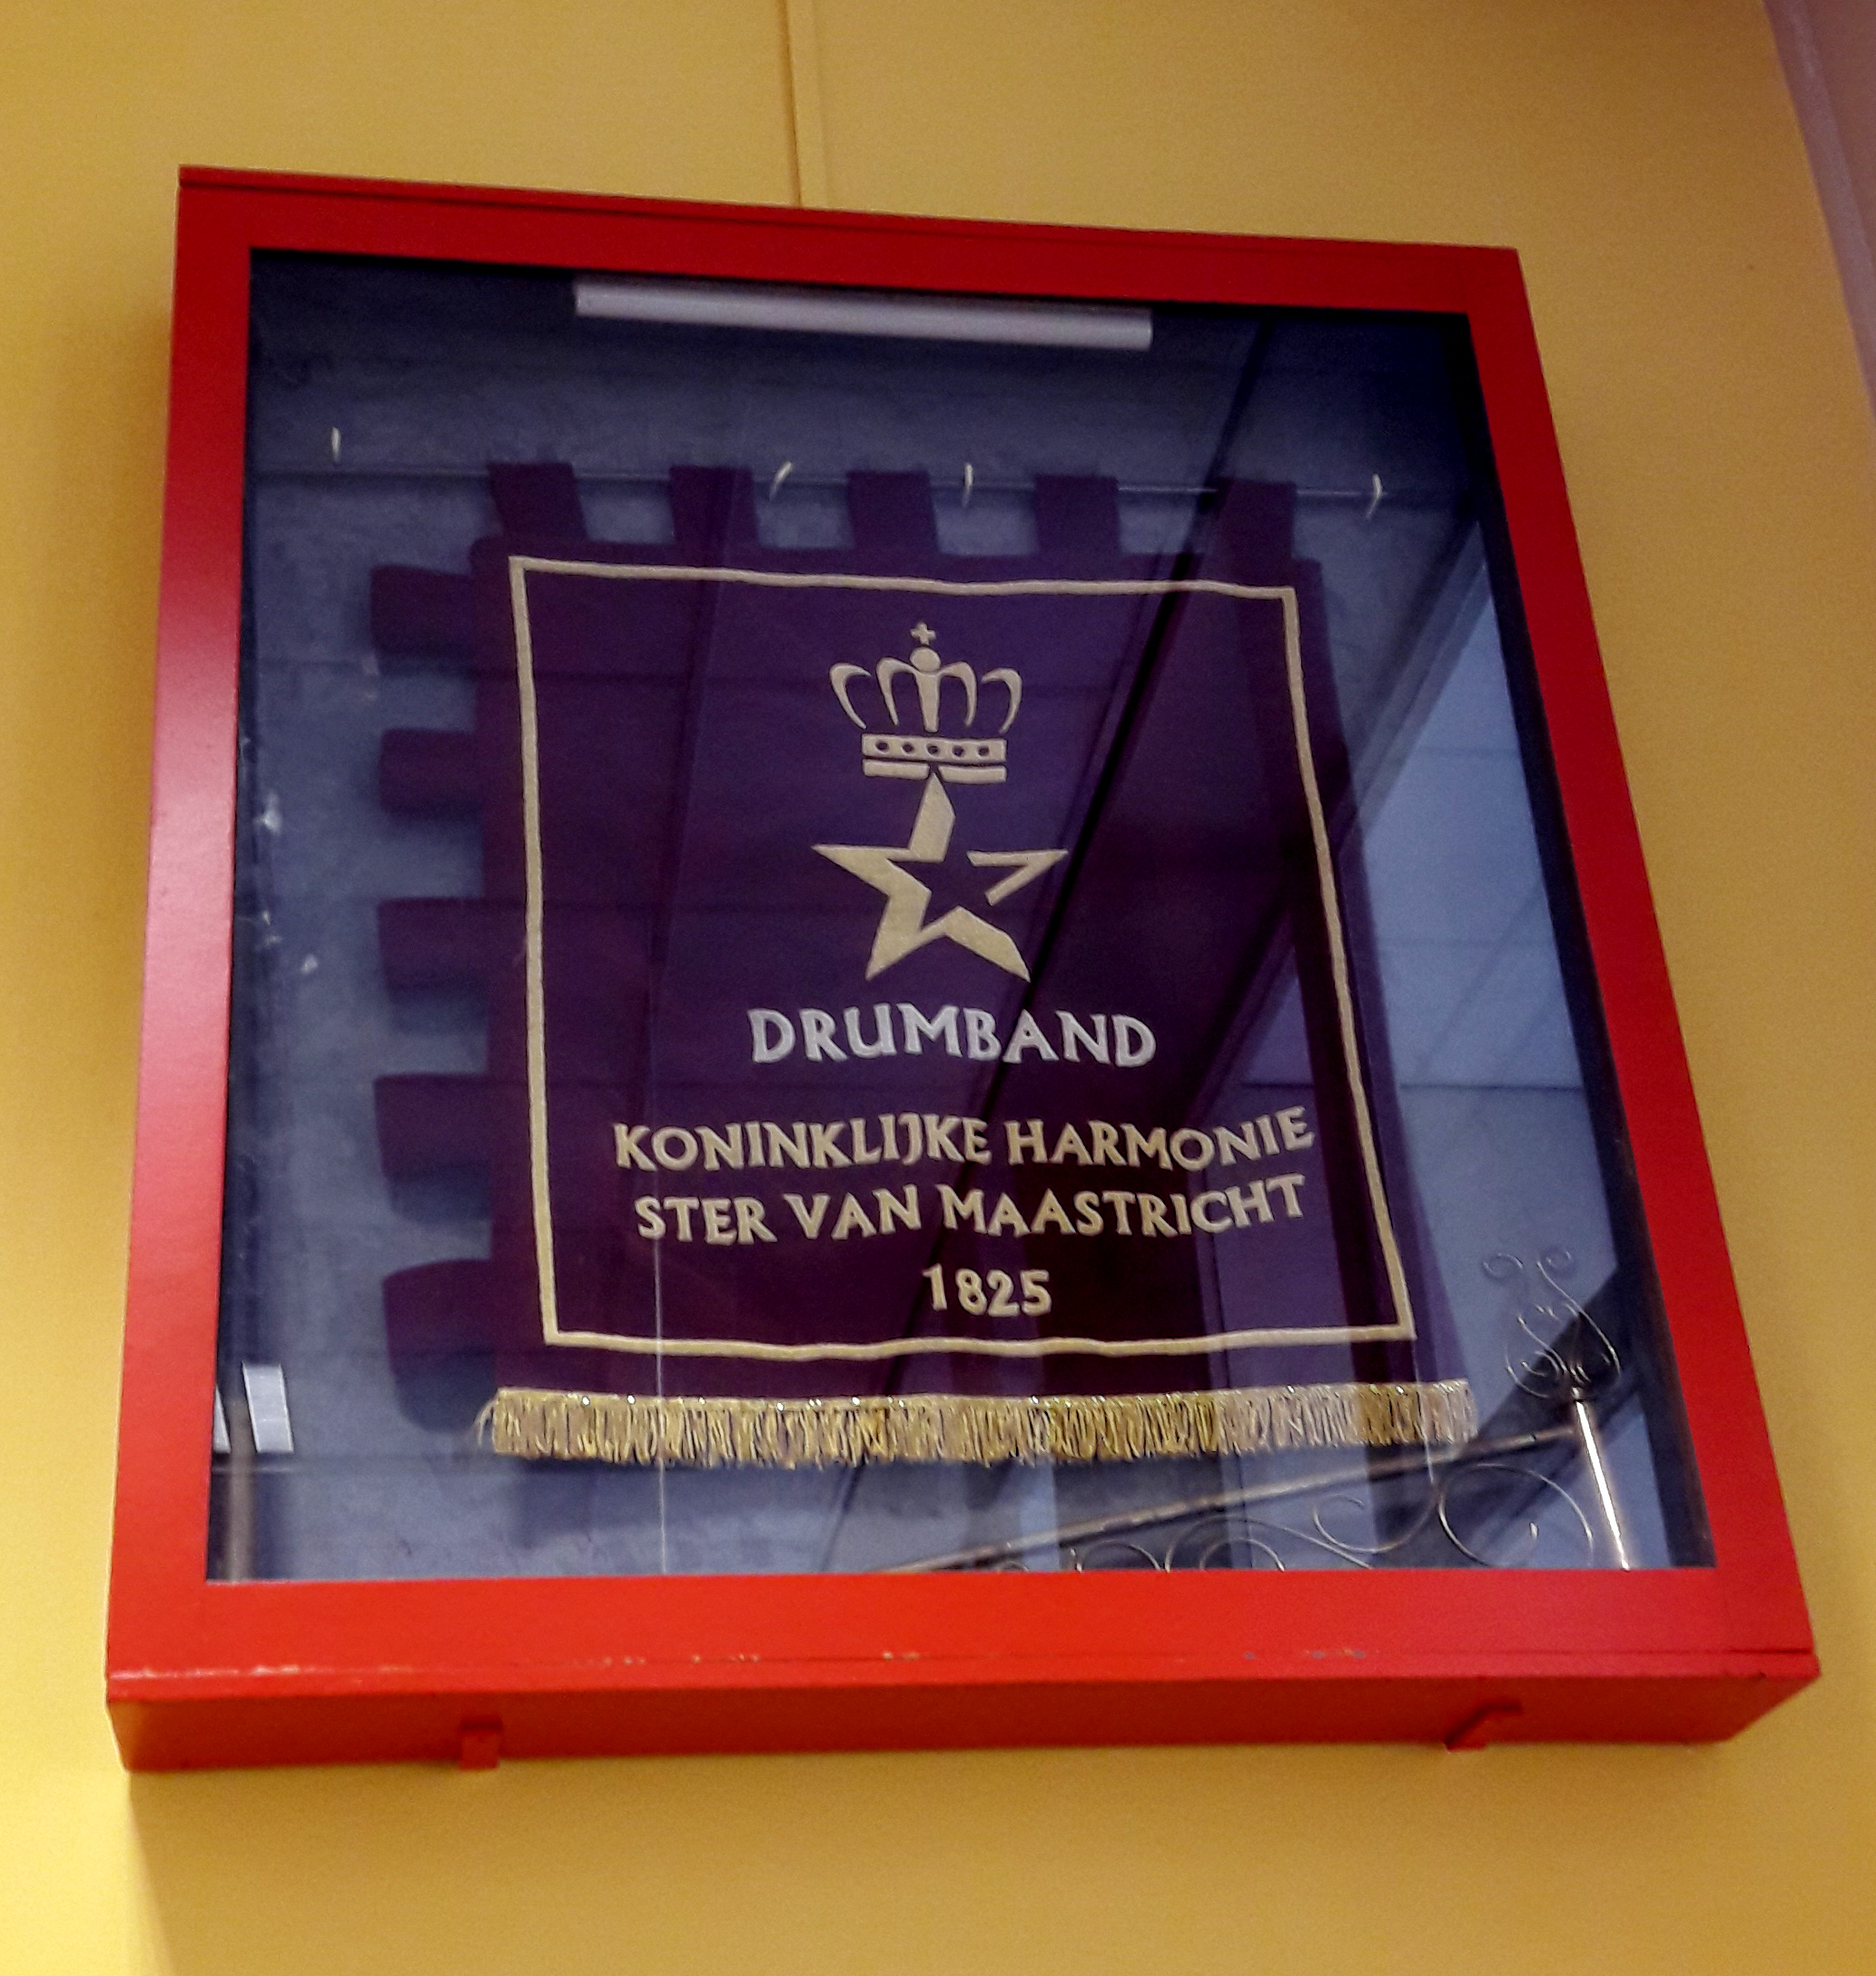 DRUMBAND
KONINKLIJKE HARMONIE
STER VAN MAASTRICHT
1825